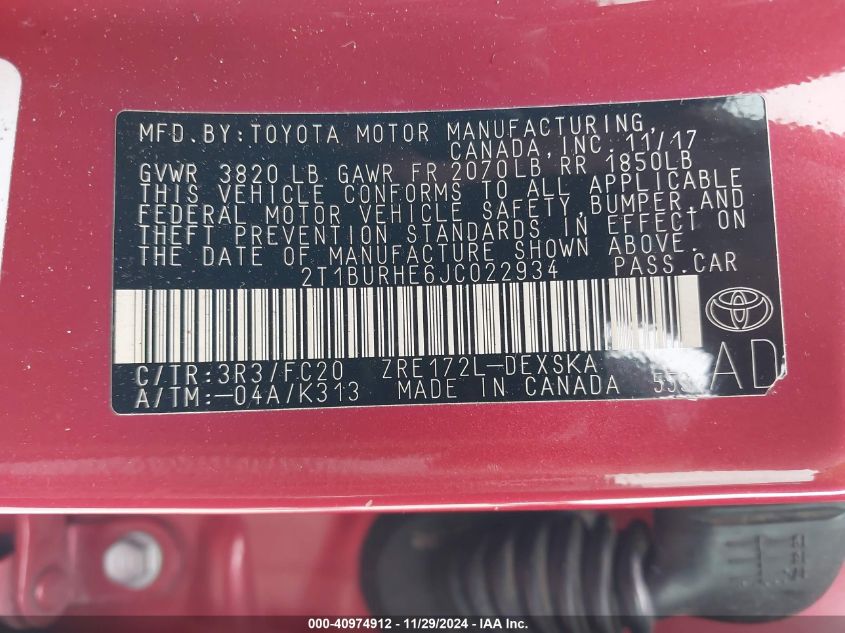 MFD. BY: TOYOTA MOTOR MANUFACTURING,
CANADA, INC. 11/17
GVWR 3820 LB GAWR FR 2070LB RR 1850LB
THIS VEHICLE CONFORMS TO ALL APPLICABLE
FEDERAL MOTOR VEHICLE SAFETY, BUMPER, AND
THEFT PREVENTION STANDARDS IN EFFECT ON
THE DATE OF MANUFACTURE SHOWN ABOVE.
2T1BURHE6JC022934 PASS. CAR
C/TR: 3R3/FC20 ZRE172L-DEXSKA
A/TM: -04A/K313 MADE IN CANADA
AD
000-40974912 - 11/29/2024 - IAA Inc.